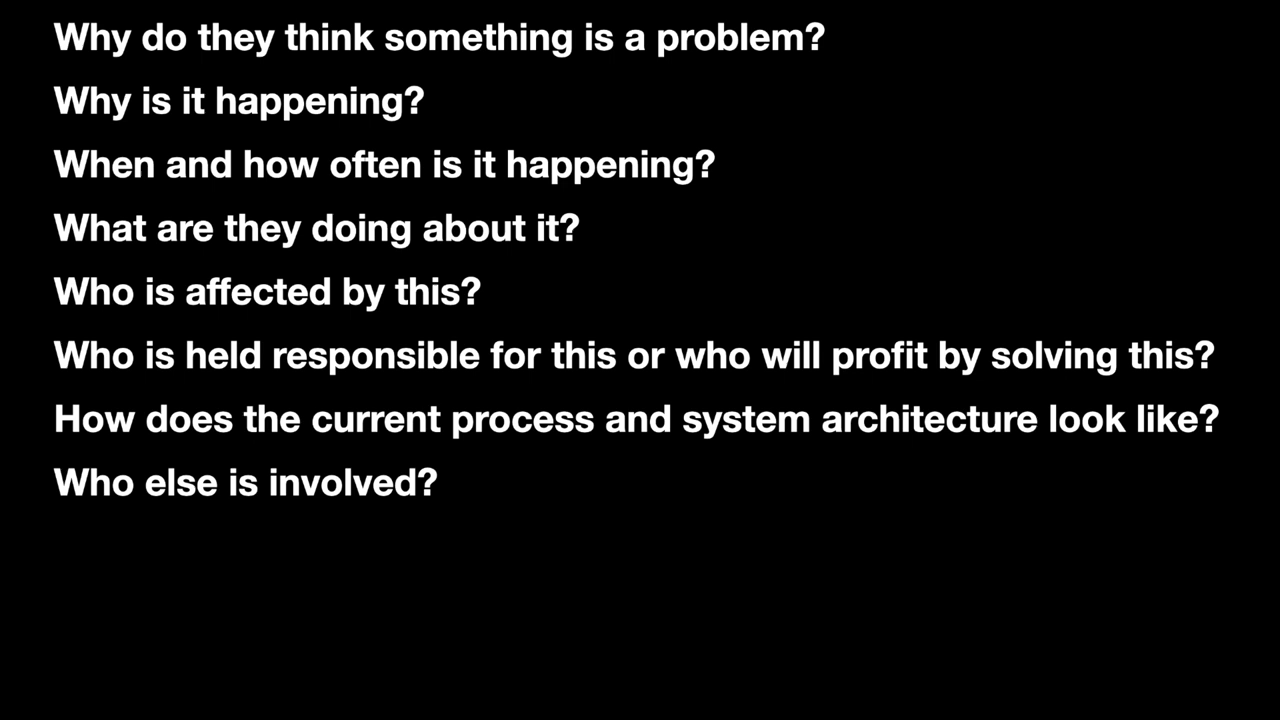 Why do they think something is a problem?
Why is it happening?
When and how often is it happening?
What are they doing about it?
Who is affected by this?
Who is held responsible for this or who will profit by solving this?
How does the current process and system architecture look like?
Who else is involved?